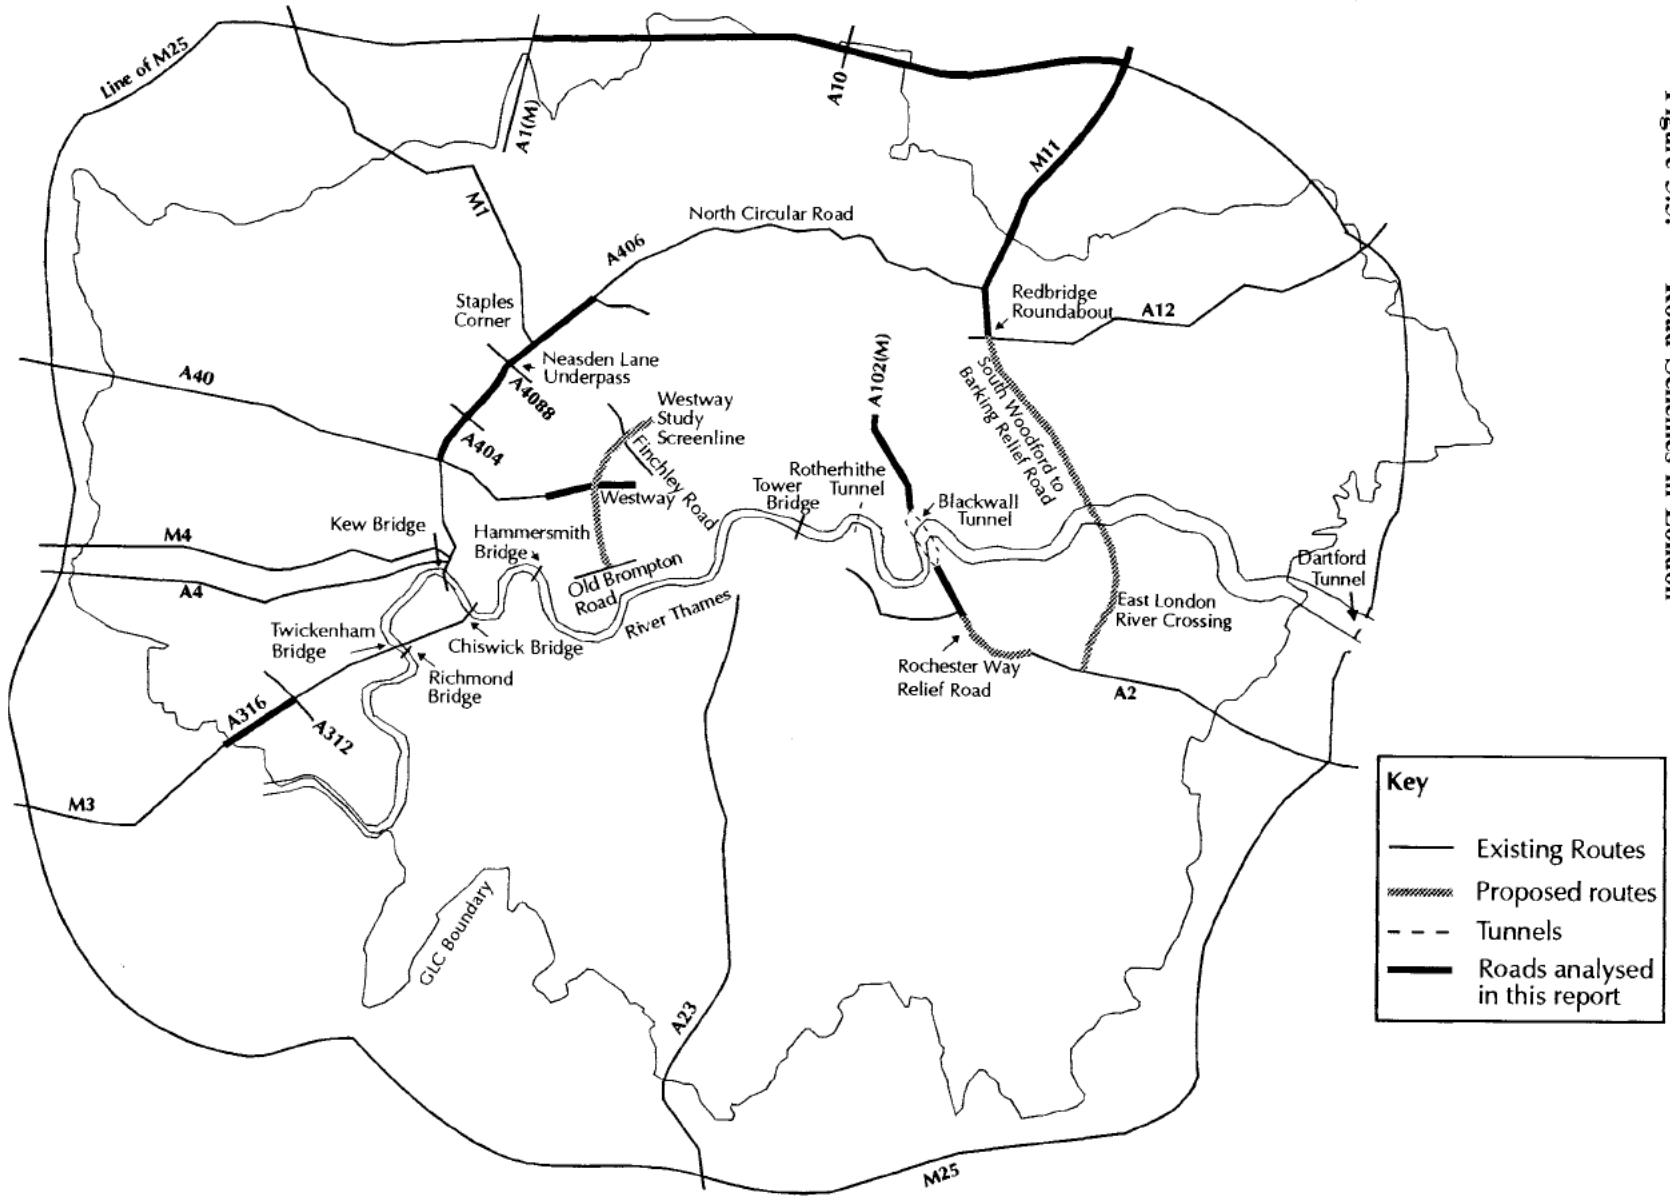 Line of M25
A1(M)
A10
M11
M1
North Circular Road
A406
Staples
Corner
Redbridge
Roundabout
A12
Neasden Lane
Underpass
A4088
A40
A404
Westway
Study
Screenline
Finchley Road
Westway
A102(M)
South Woodford to
Barking Relief Road
Rotherhithe
Tunnel
Tower
Bridge
Blackwall
Tunnel
Kew Bridge
Hammersmith
Bridge
M4
A4
Old Brompton
Road
River Thames
Dartford
Tunnel
East London
River Crossing
Twickenham
Bridge
Chiswick Bridge
Richmond
Bridge
Rochester Way
Relief Road
A2
A316
A312
M3
GLC Boundary
A23
M25
Key
Existing Routes
Proposed routes
Tunnels
Roads analysed
in this report